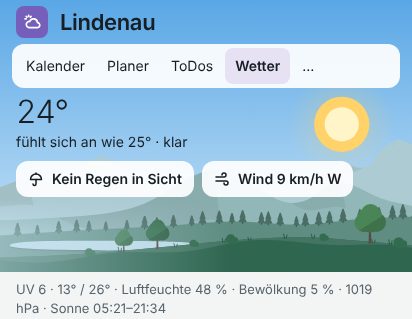 Lindenau
Kalender Planer ToDos Wetter ...
24°
fühlt sich an wie 25° · klar
Kein Regen in Sicht Wind 9 km/h W
UV 6 · 13° / 26° · Luftfeuchte 48 % · Bewölkung 5 % · 1019
hPa · Sonne 05:21–21:34